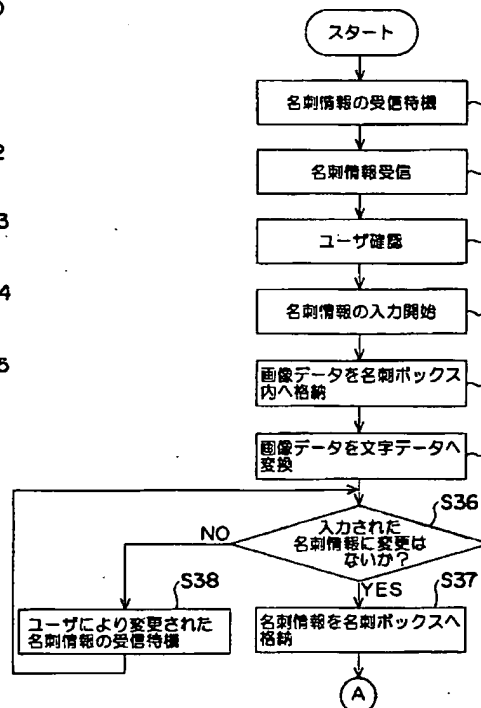 スタート
名刺情報の受信待機
名刺情報受信
2
ユーザ確認
3
名刺情報の入力開始
4
画像データを名刺ボックス
内へ格納
5
画像データを文字データへ
変換
S36
入力された
名刺情報に変更は
ないか?
NO
YES
S37
名刺情報を名刺ボックスへ
格納
S38
ユーザにより変更された
名刺情報の受信待機
A